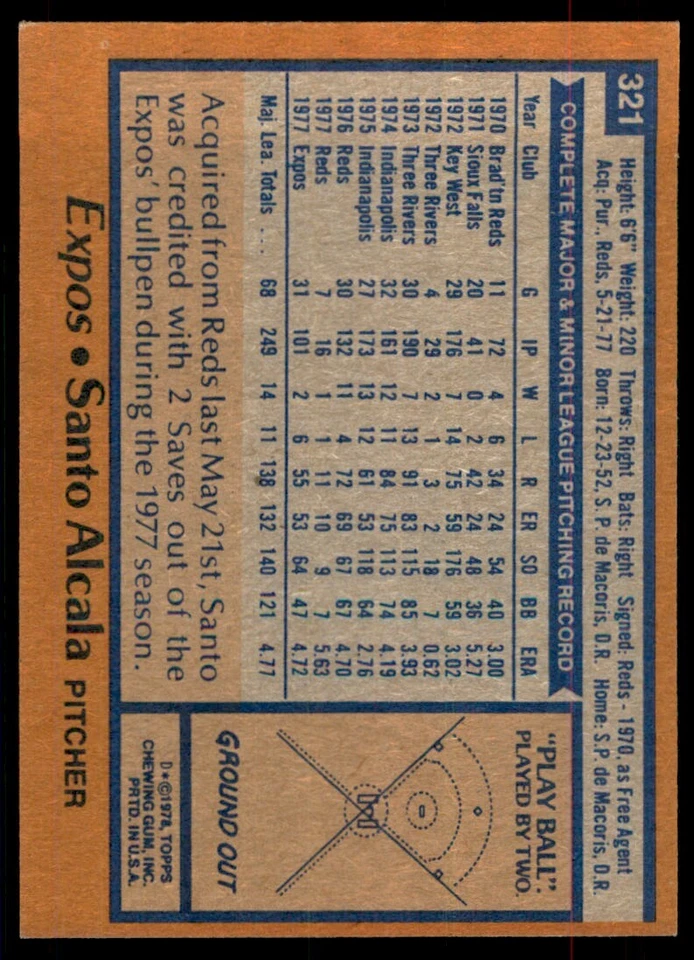 321
Height: 6'6" Weight: 220 Throws: Right Bats: Right Signed: Reds - 1970, as Free Agent
Acq: Pur., Reds, 5-21-77 Born: 12-23-52, S. P. de Macoris, D.R. Home: S.P. de Macoris, D.R.
COMPLETE MAJOR & MINOR LEAGUE PITCHING RECORD
Year Club G IP W L R ER SO BB ERA
1970 Brad'tn Reds 11 72 4 6 34 24 54 40 3.00
1971 Sioux Falls 20 41 0 2 42 24 48 36 5.27
1972 Key West 29 176 7 14 75 59 176 59 3.02
1972 Three Rivers 4 29 2 1 3 2 18 7 0.62
1973 Three Rivers 30 190 7 13 91 83 115 85 3.93
1974 Indianapolis 32 161 12 11 84 75 113 74 4.19
1975 Indianapolis 27 173 13 12 61 53 118 64 2.76
1976 Reds 30 132 11 4 72 69 67 67 4.70
1977 Reds 7 16 1 1 11 10 9 7 5.63
1977 Expos 31 101 2 6 55 53 64 47 4.72
Maj. Lea. Totals ... 68 249 14 11 138 132 140 121 4.77
Acquired from Reds last May 21st, Santo
was credited with 2 Saves out of the
Expos' bullpen during the 1977 season.
"PLAY BALL":
PLAYED BY TWO.
GROUND OUT
D* © 1978, TOPPS
CHEWING GUM, INC.
PRTD. IN U.S.A.
Expos • Santo Alcala PITCHER